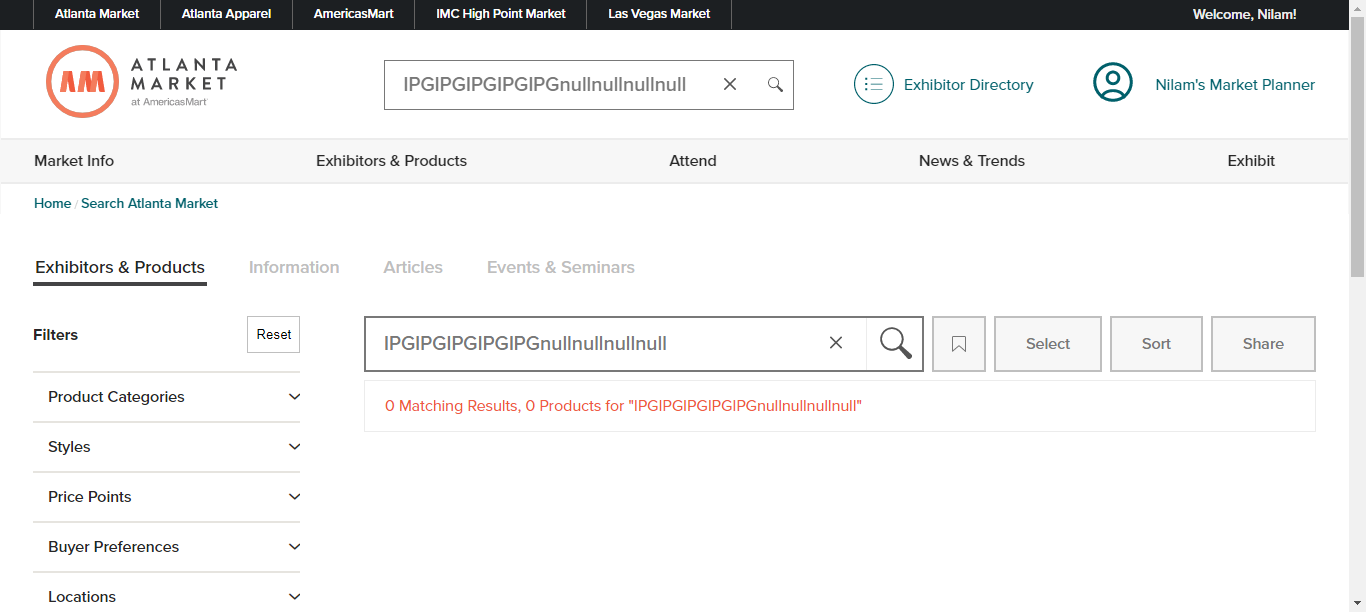 Atlanta Market Atlanta Apparel AmericasMart IMC High Point Market Las Vegas Market Welcome, Nilam!
AM ATLANTA
MARKET
at AmericasMart
IPGIPGIPGIPGIPGnullnullnullnull
Exhibitor Directory
Nilam's Market Planner
Market Info Exhibitors & Products Attend News & Trends Exhibit
Home / Search Atlanta Market
Exhibitors & Products Information Articles Events & Seminars
Filters Reset
IPGIPGIPGIPGIPGnullnullnullnull
Select Sort Share
0 Matching Results, 0 Products for "IPGIPGIPGIPGIPGnullnullnullnull"
Product Categories
Styles
Price Points
Buyer Preferences
Locations